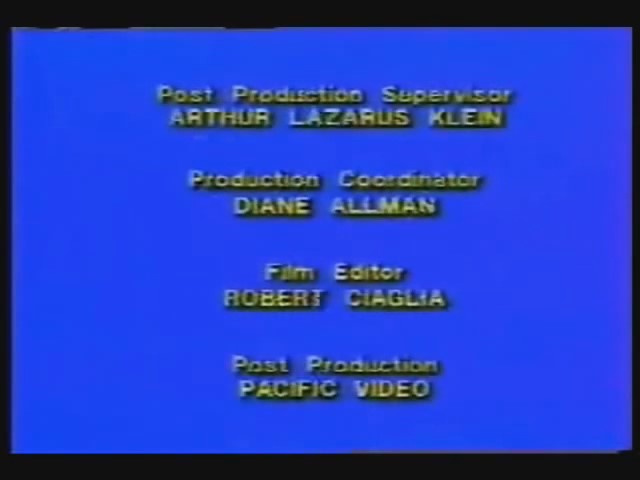 Post Production Supervisor
ARTHUR LAZARUS KLEIN
Production Coordinator
DIANE ALLMAN
Film Editor
ROBERT CIAGLIA
Post Production
PACIFIC VIDEO